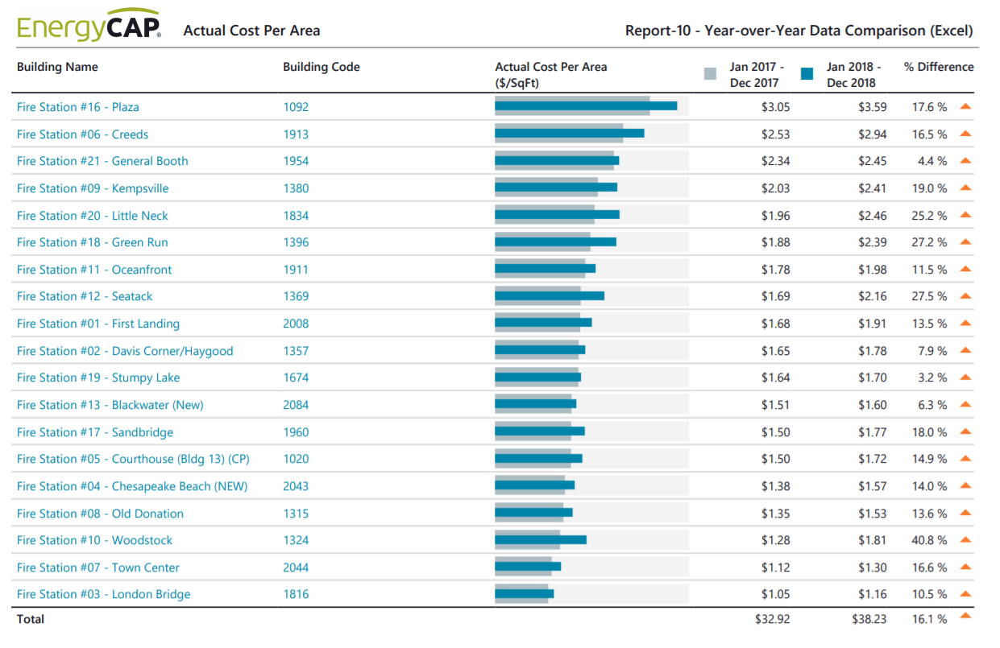 EnergyCAP® Actual Cost Per Area Report-10 - Year-over-Year Data Comparison (Excel)
Building Name Building Code Actual Cost Per Area ($/SqFt) Jan 2017 - Dec 2017 Jan 2018 - Dec 2018 % Difference
Fire Station #16 - Plaza 1092 $3.05 $3.59 17.6 %
Fire Station #06 - Creeds 1913 $2.53 $2.94 16.5 %
Fire Station #21 - General Booth 1954 $2.34 $2.45 4.4 %
Fire Station #09 - Kempsville 1380 $2.03 $2.41 19.0 %
Fire Station #20 - Little Neck 1834 $1.96 $2.46 25.2 %
Fire Station #18 - Green Run 1396 $1.88 $2.39 27.2 %
Fire Station #11 - Oceanfront 1911 $1.78 $1.98 11.5 %
Fire Station #12 - Seatack 1369 $1.69 $2.16 27.5 %
Fire Station #01 - First Landing 2008 $1.68 $1.91 13.5 %
Fire Station #02 - Davis Corner/Haygood 1357 $1.65 $1.78 7.9 %
Fire Station #19 - Stumpy Lake 1674 $1.64 $1.70 3.2 %
Fire Station #13 - Blackwater (New) 2084 $1.51 $1.60 6.3 %
Fire Station #17 - Sandbridge 1960 $1.50 $1.77 18.0 %
Fire Station #05 - Courthouse (Bldg 13) (CP) 1020 $1.50 $1.72 14.9 %
Fire Station #04 - Chesapeake Beach (NEW) 2043 $1.38 $1.57 14.0 %
Fire Station #08 - Old Donation 1315 $1.35 $1.53 13.6 %
Fire Station #10 - Woodstock 1324 $1.28 $1.81 40.8 %
Fire Station #07 - Town Center 2044 $1.12 $1.30 16.6 %
Fire Station #03 - London Bridge 1816 $1.05 $1.16 10.5 %
Total $32.92 $38.23 16.1 %